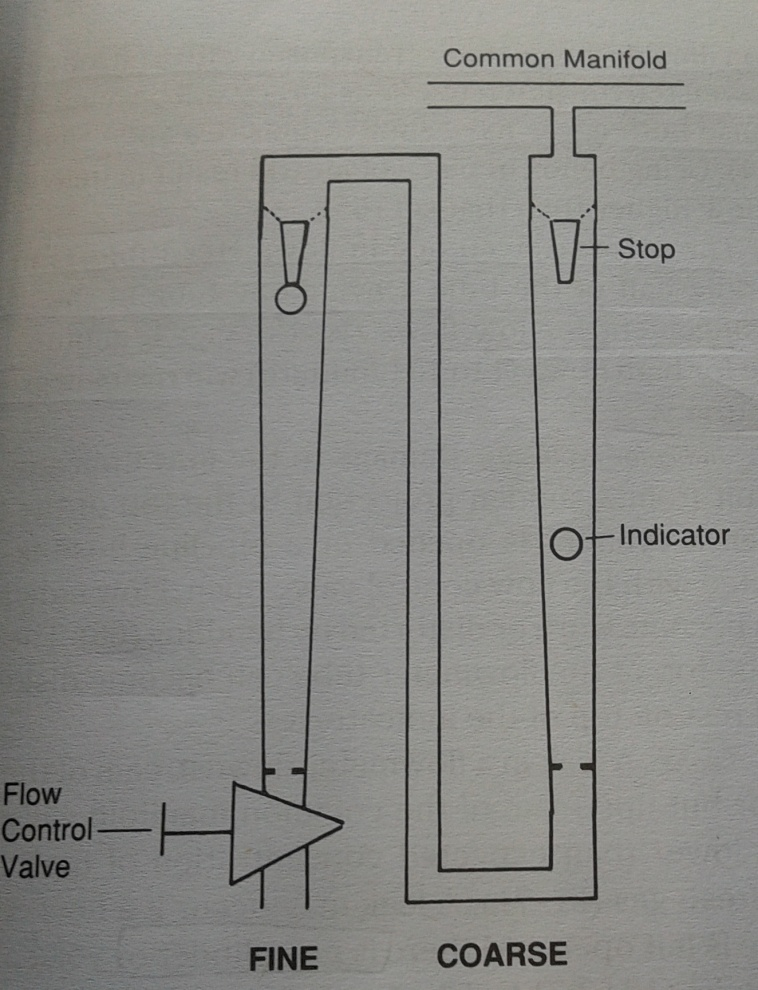 Common Manifold
Stop
Indicator
Flow
Control
Valve
FINE
COARSE